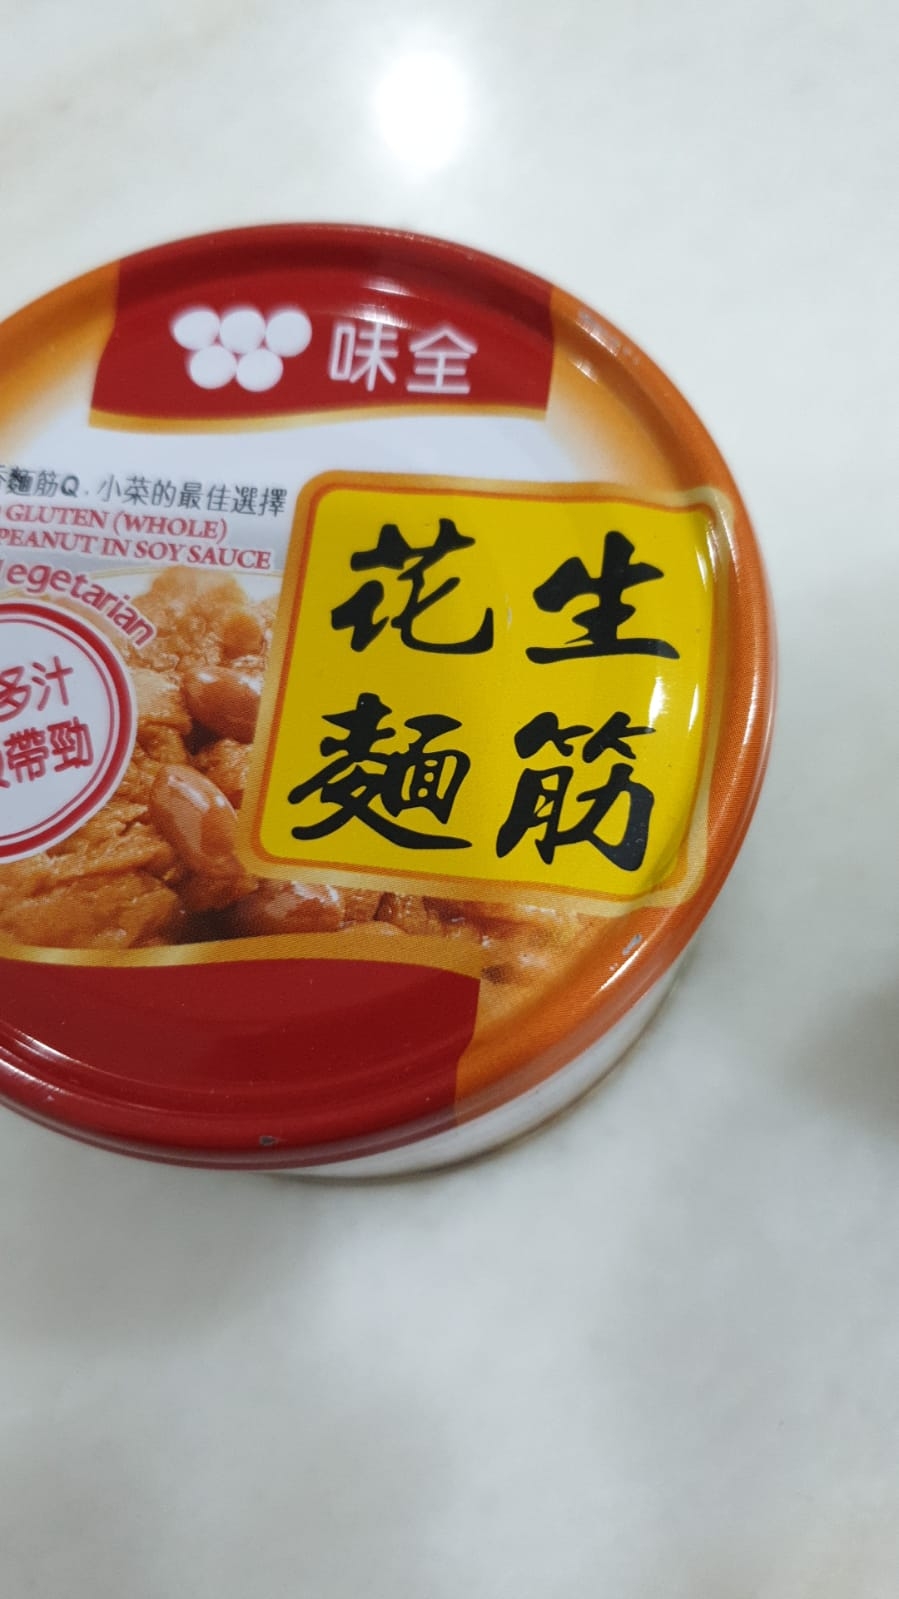 味全
麵筋Q,小菜的最佳選擇
GLUTEN (WHOLE)
PEANUT IN SOY SAUCE
Vegetarian
多汁
帶勁
花生
麵筋